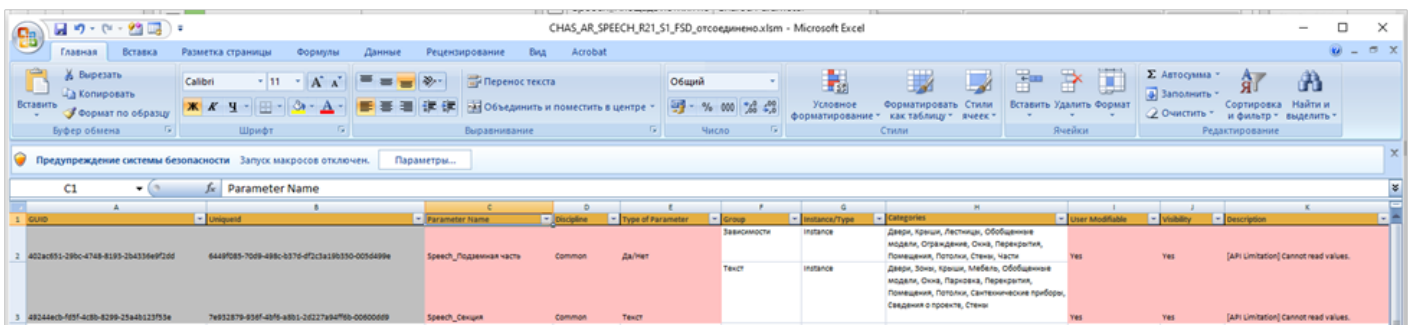 CHAS_AR_SPEECH_R21_S1_FSD_отсоединено.xlsm - Microsoft Excel
Главная Вставка Разметка страницы Формулы Данные Рецензирование Вид Acrobat
Вставить
Вырезать
Копировать
Формат по образцу
Буфер обмена
Calibri 11
Ж К Ч
Шрифт
Перенос текста
Объединить и поместить в центре
Выравнивание
Общий
% 000
Число
Условное форматирование
Форматировать как таблицу
Стили ячеек
Стили
Вставить Удалить Формат
Ячейки
Σ Автосумма
Заполнить
Очистить
Сортировка и фильтр
Найти и выделить
Редактирование
Предупреждение системы безопасности Запуск макросов отключен. Параметры...
C1 fx Parameter Name
A B C D E F G H I J K
1 GUID UniqueId Parameter Name Discipline Type of Parameter Group Instance/Type Categories User Modifiable Visibility Description
Зависимости Instance Двери, Крыши, Лестницы, Обобщенные
модели, Ограждение, Окна, Перекрытия,
2 402ac651-29bc-4748-8193-2b4336e9f2dd 6449f085-70d9-498c-b37d-df2c3a19b350-005d499e Speech_Подземная часть Common Да/Нет Помещения, Потолки, Стены, Части Yes Yes [API Limitation] Cannot read values.
Текст Instance Двери, Зоны, Крыши, Мебель, Обобщенные
модели, Окна, Парковка, Перекрытия,
Помещения, Потолки, Сантехнические приборы,
Сведения о проекте, Стены
3 49244ecb-fd5f-4c8b-8299-25a4b123f53e 7e932879-936f-4bf6-a8b1-2d227a94ff6b-00600dd9 Speech_Секция Common Текст Yes Yes [API Limitation] Cannot read values.